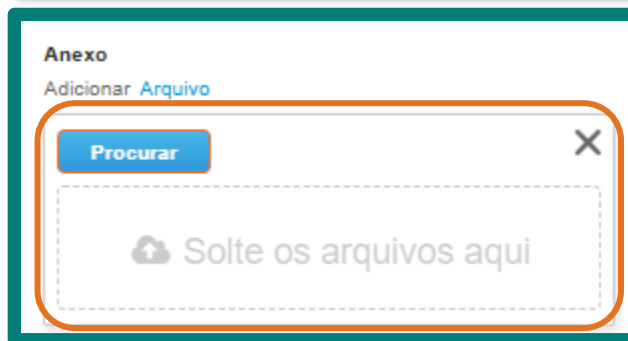 Anexo
Adicionar Arquivo
Procurar
Solte os arquivos aqui